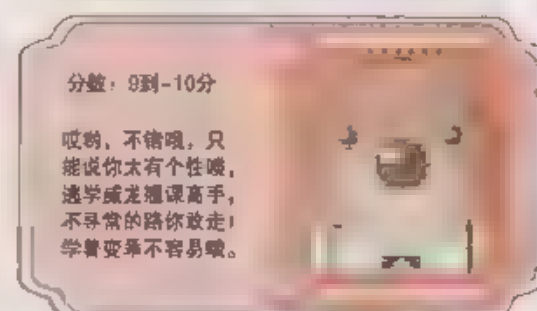 分数：9到-10分
哎哟，不错哦，只
能说你太有个性喽，
逃学威龙翘课高手，
不寻常的路你敢走！
学着变乖不容易哦。